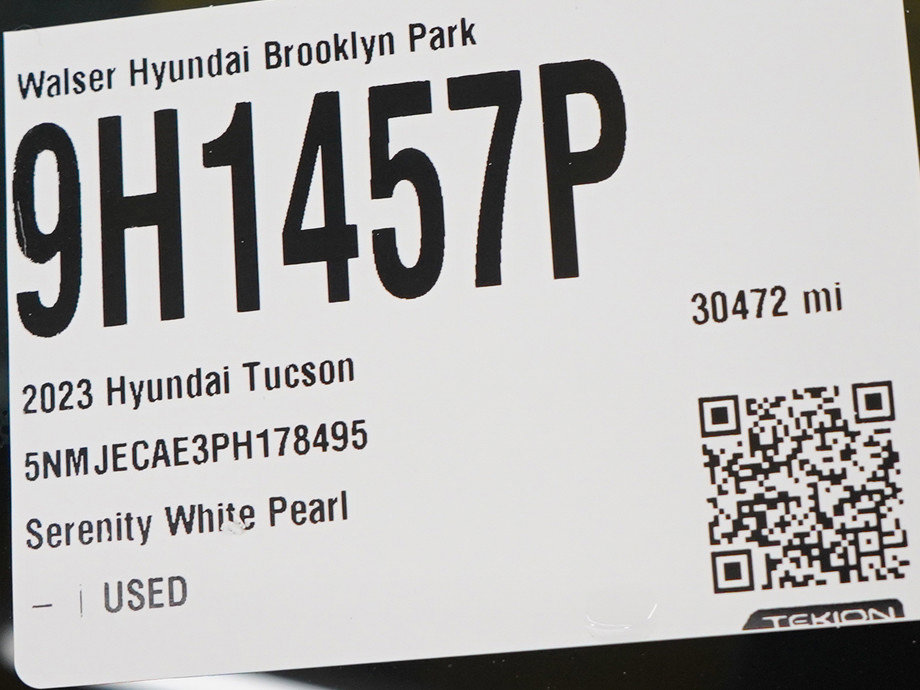 Walser Hyundai Brooklyn Park
9H1457P
30472 mi
2023 Hyundai Tucson
5NMJECAE3PH178495
Serenity White Pearl
– | USED
TEKION